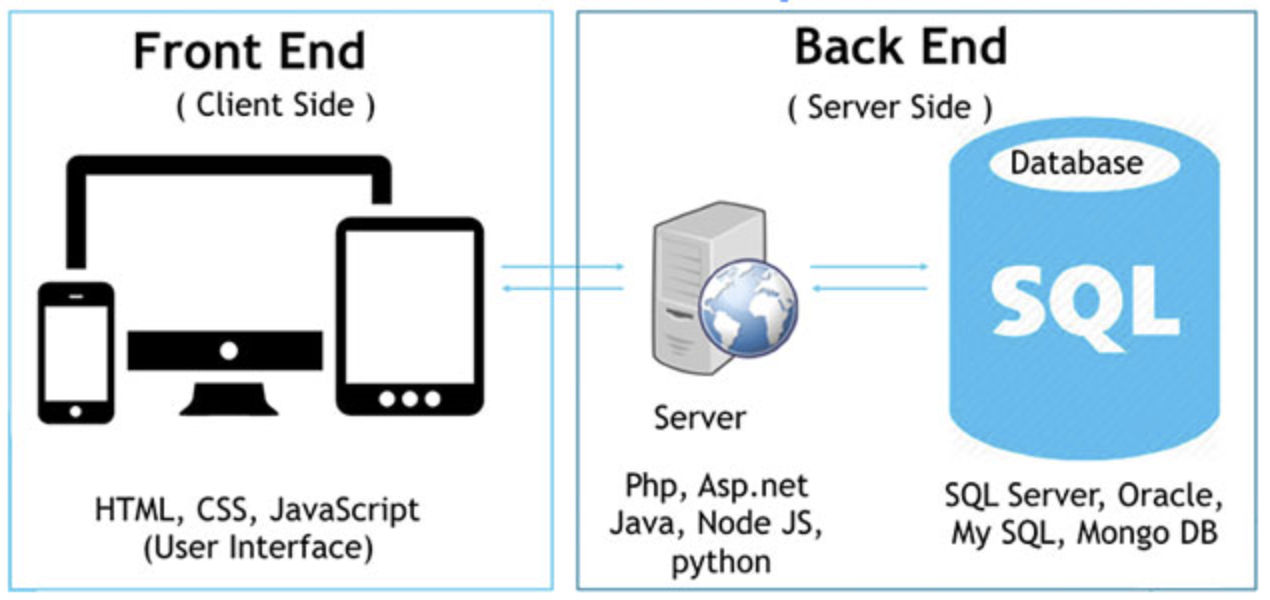 Front End
( Client Side )
HTML, CSS, JavaScript
(User Interface)
Back End
( Server Side )
Server
Php, Asp.net
Java, Node JS,
python
Database
SQL
SQL Server, Oracle,
My SQL, Mongo DB